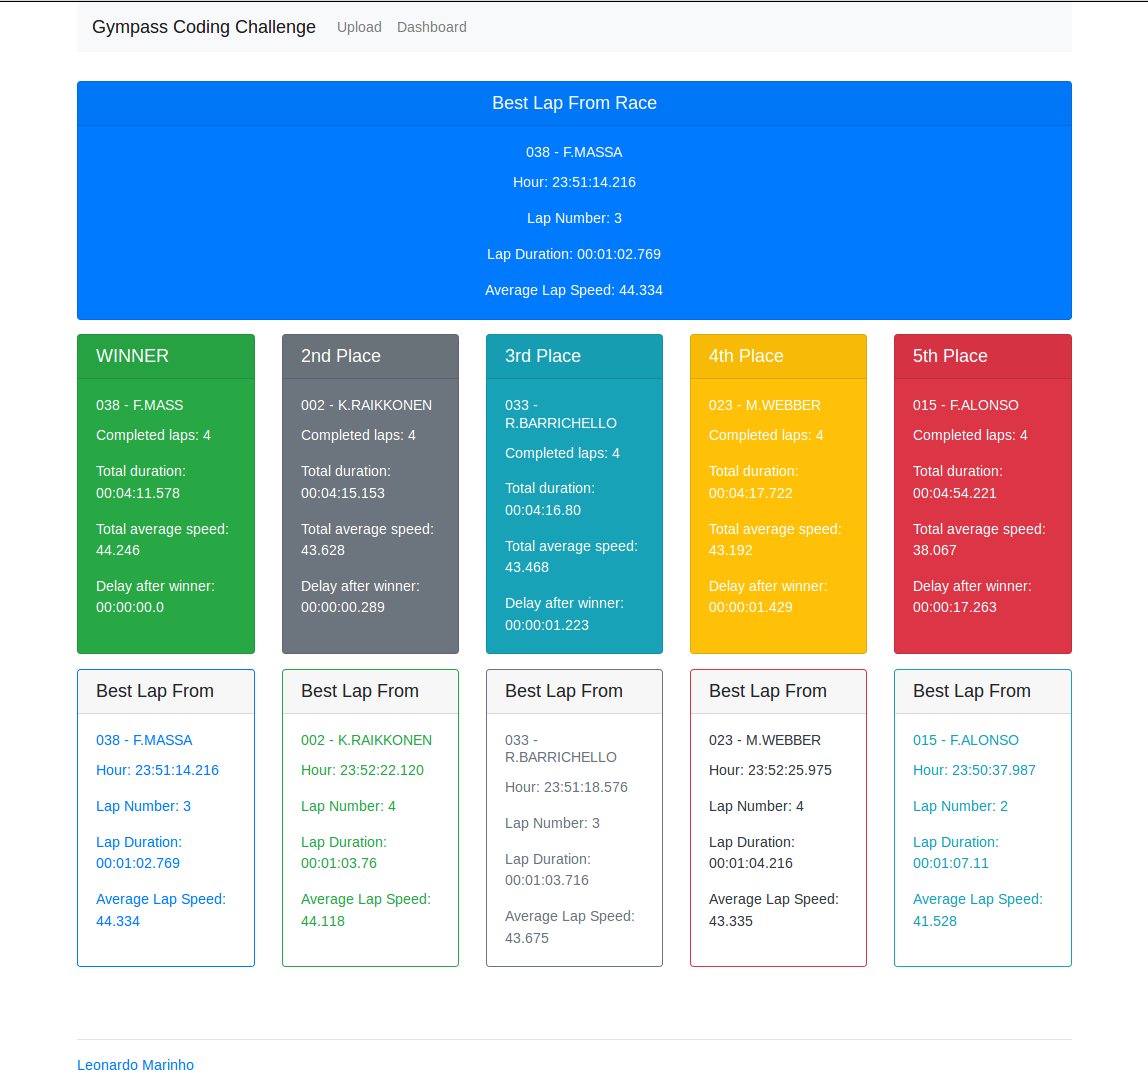 Gympass Coding Challenge Upload Dashboard
Best Lap From Race
038 - F.MASSA
Hour: 23:51:14.216
Lap Number: 3
Lap Duration: 00:01:02.769
Average Lap Speed: 44.334
WINNER
038 - F.MASS
Completed laps: 4
Total duration:
00:04:11.578
Total average speed:
44.246
Delay after winner:
00:00:00.0
2nd Place
002 - K.RAIKKONEN
Completed laps: 4
Total duration:
00:04:15.153
Total average speed:
43.628
Delay after winner:
00:00:00.289
3rd Place
033 -
R.BARRICHELLO
Completed laps: 4
Total duration:
00:04:16.80
Total average speed:
43.468
Delay after winner:
00:00:01.223
4th Place
023 - M.WEBBER
Completed laps: 4
Total duration:
00:04:17.722
Total average speed:
43.192
Delay after winner:
00:00:01.429
5th Place
015 - F.ALONSO
Completed laps: 4
Total duration:
00:04:54.221
Total average speed:
38.067
Delay after winner:
00:00:17.263
Best Lap From
038 - F.MASSA
Hour: 23:51:14.216
Lap Number: 3
Lap Duration:
00:01:02.769
Average Lap Speed:
44.334
Best Lap From
002 - K.RAIKKONEN
Hour: 23:52:22.120
Lap Number: 4
Lap Duration:
00:01:03.76
Average Lap Speed:
44.118
Best Lap From
033 -
R.BARRICHELLO
Hour: 23:51:18.576
Lap Number: 3
Lap Duration:
00:01:03.716
Average Lap Speed:
43.675
Best Lap From
023 - M.WEBBER
Hour: 23:52:25.975
Lap Number: 4
Lap Duration:
00:01:04.216
Average Lap Speed:
43.335
Best Lap From
015 - F.ALONSO
Hour: 23:50:37.987
Lap Number: 2
Lap Duration:
00:01:07.11
Average Lap Speed:
41.528
Leonardo Marinho